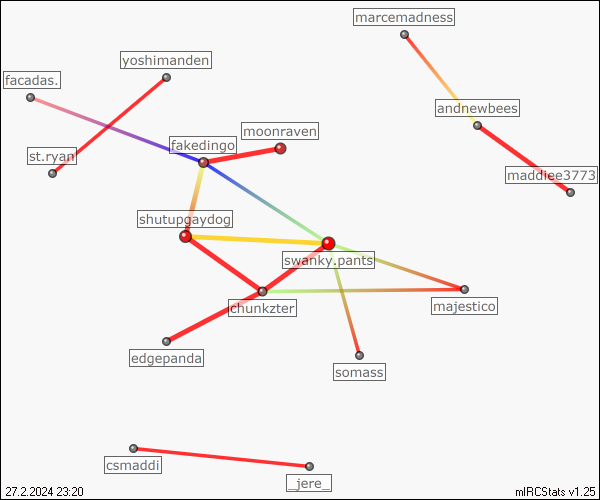 marcemadness
yoshimanden
facadas.
andnewbees
moonraven
fakedingo
st.ryan
maddiee3773
shutupgaydog
swanky.pants
chunkzter
majestico
edgepanda
somass
csmaddi
_jere_
27.2.2024 23:20
mIRCStats v1.25